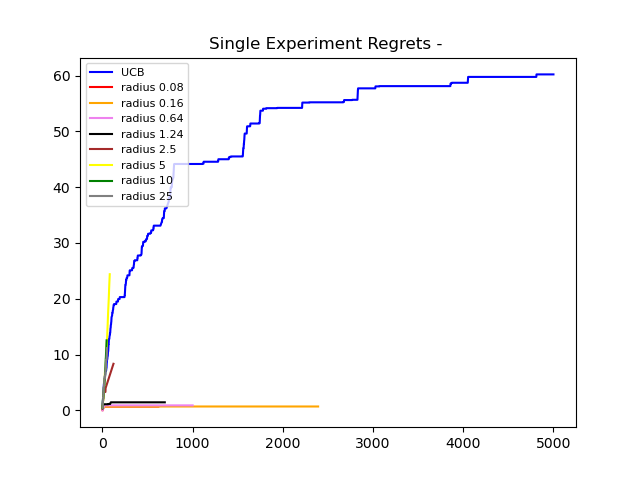 Single Experiment Regrets -
UCB
radius 0.08
radius 0.16
radius 0.64
radius 1.24
radius 2.5
radius 5
radius 10
radius 25
60
50
40
30
20
10
0
0 1000 2000 3000 4000 5000